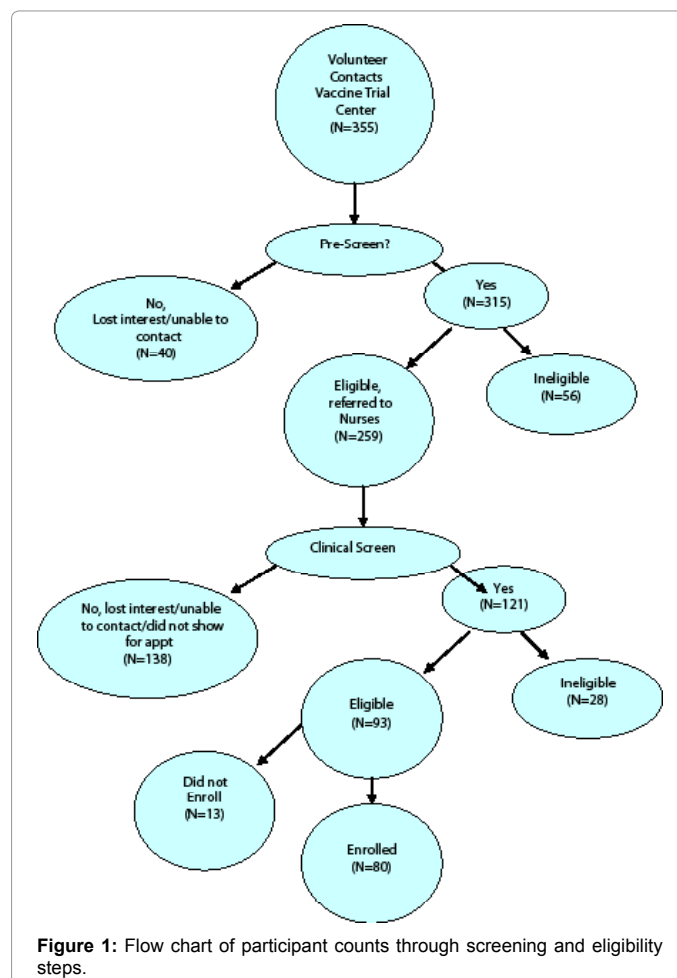 Volunteer
Contacts
Vaccine Trial
Center
(N=355)
Pre-Screen?
No,
Lost interest/unable to
contact
(N=40)
Yes
(N=315)
Eligible,
referred to
Nurses
(N=259)
Ineligible
(N=56)
Clinical Screen
No, lost interest/unable
to contact/did not show
for appt
(N=138)
Yes
(N=121)
Eligible
(N=93)
Ineligible
(N=28)
Did not
Enroll
(N=13)
Enrolled
(N=80)
Figure 1: Flow chart of participant counts through screening and eligibility
steps.